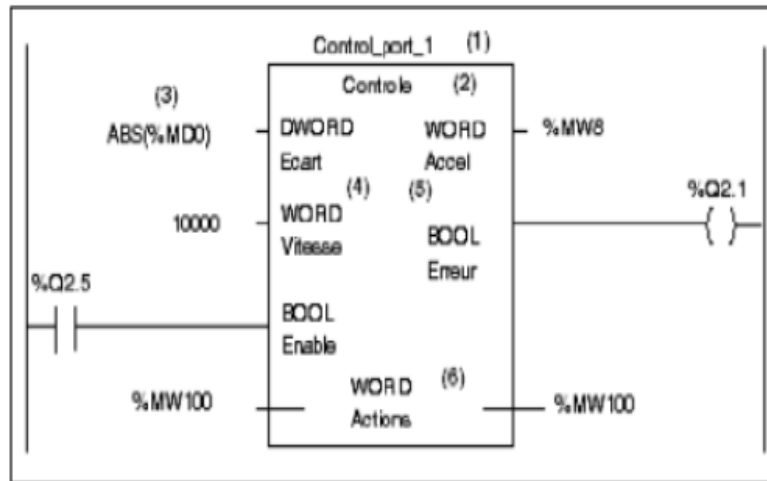 Control_port_1 (1)
Controle (2)
(3)
ABS(%MD0)
DWORD
Ecart
WORD
Accel
%MW8
(4)
(5)
10000
WORD
Vitesse
BOOL
Erreur
%Q2.1
%Q2.5
BOOL
Enable
%MW100
WORD (6)
Actions
%MW100